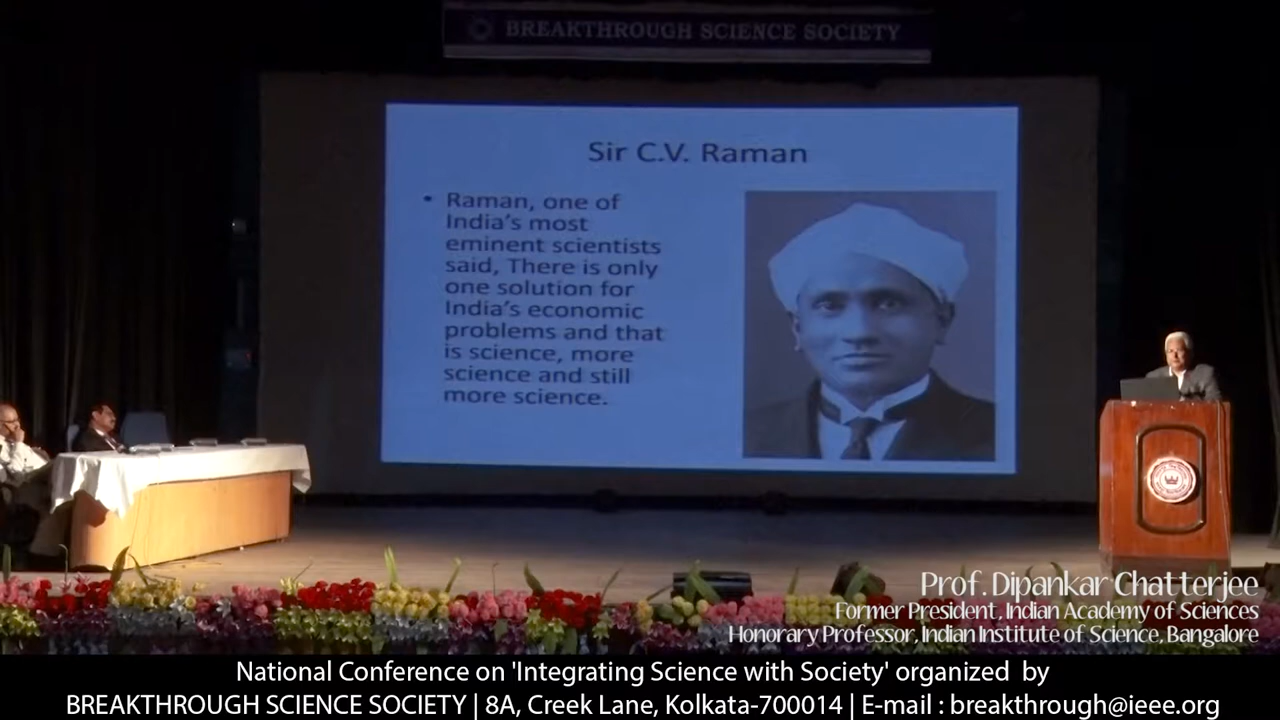 BREAKTHROUGH SCIENCE SOCIETY
Sir C.V. Raman
• Raman, one of
India's most
eminent scientists
said, There is only
one solution for
India's economic
problems and that
is science, more
science and still
more science.
Prof. Dipankar Chatterjee
Former President, Indian Academy of Sciences
Honorary Professor, Indian Institute of Science, Bangalore
National Conference on 'Integrating Science with Society' organized by
BREAKTHROUGH SCIENCE SOCIETY | 8A, Creek Lane, Kolkata-700014 | E-mail : breakthrough@ieee.org